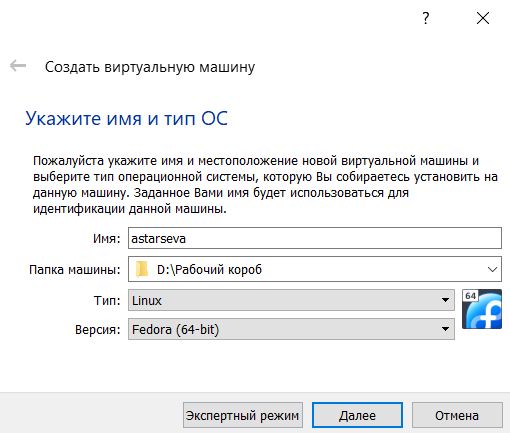 ?
Создать виртуальную машину
Укажите имя и тип ОС
Пожалуйста укажите имя и местоположение новой виртуальной машины и
выберите тип операционной системы, которую Вы собираетесь установить на
данную машину. Заданное Вами имя будет использоваться для
идентификации данной машины.
Имя: astarseva
Папка машины: D:\Рабочий короб
Тип: Linux
64
Версия: Fedora (64-bit)
Экспертный режим Далее Отмена